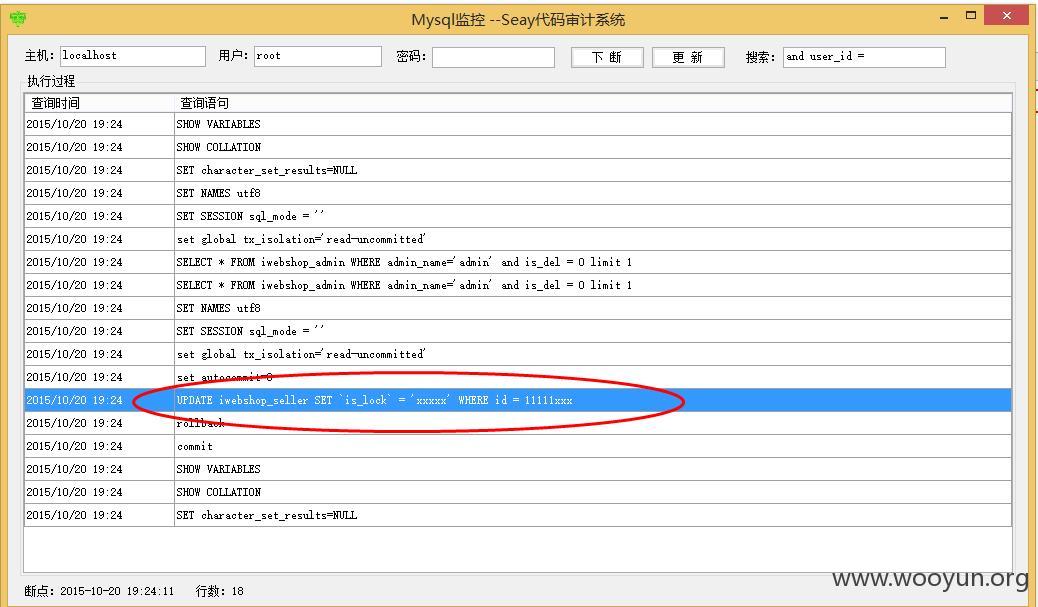 Mysql监控 --Seay代码审计系统
主机: localhost 用户: root 密码: 下断 更新 搜索: and user_id =
执行过程
查询时间 查询语句
2015/10/20 19:24 SHOW VARIABLES
2015/10/20 19:24 SHOW COLLATION
2015/10/20 19:24 SET character_set_results=NULL
2015/10/20 19:24 SET NAMES utf8
2015/10/20 19:24 SET SESSION sql_mode = ''
2015/10/20 19:24 set global tx_isolation='read-uncommitted'
2015/10/20 19:24 SELECT * FROM iwebshop_admin WHERE admin_name='admin' and is_del = 0 limit 1
2015/10/20 19:24 SELECT * FROM iwebshop_admin WHERE admin_name='admin' and is_del = 0 limit 1
2015/10/20 19:24 SET NAMES utf8
2015/10/20 19:24 SET SESSION sql_mode = ''
2015/10/20 19:24 set global tx_isolation='read-uncommitted'
2015/10/20 19:24 set autocommit=0
2015/10/20 19:24 UPDATE iwebshop_seller SET `is_lock` = 'xxxxx' WHERE id = 11111xxx
2015/10/20 19:24 rollback
2015/10/20 19:24 commit
2015/10/20 19:24 SHOW VARIABLES
2015/10/20 19:24 SHOW COLLATION
2015/10/20 19:24 SET character_set_results=NULL
www.wooyun.org
断点: 2015-10-20 19:24:11 行数: 18